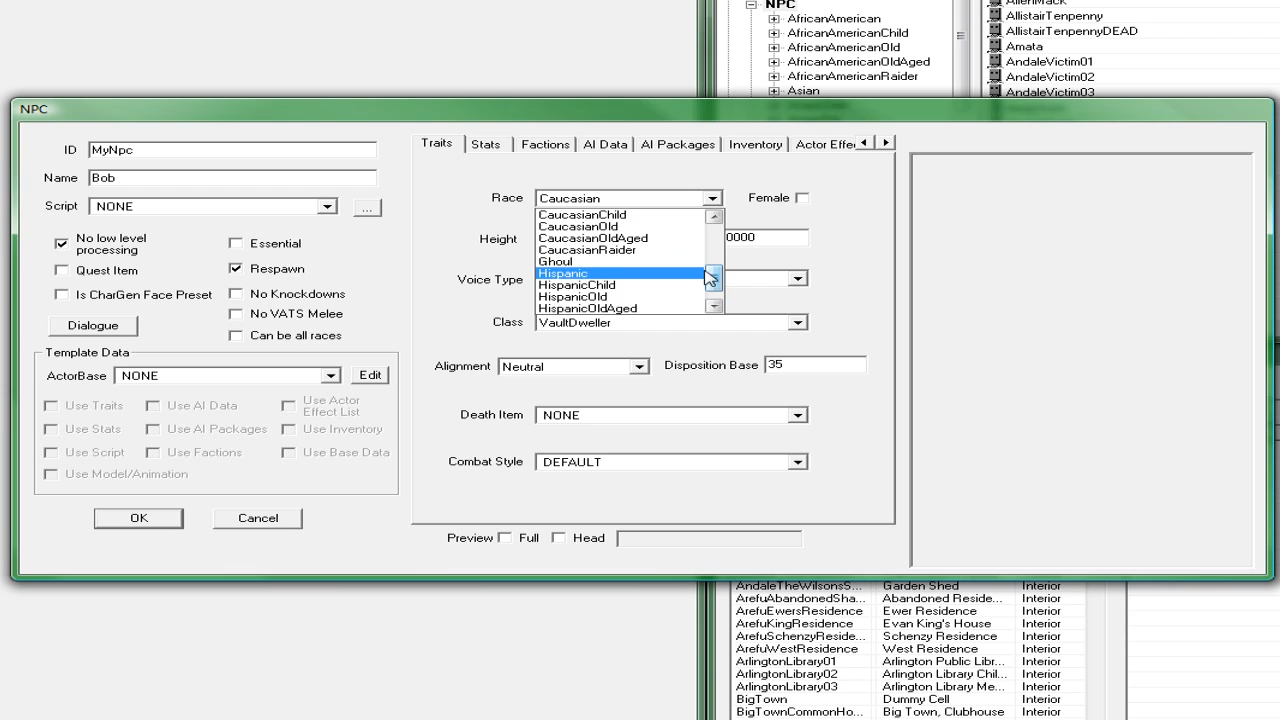 NPC
AfricanAmerican
AfricanAmericanChild
AfricanAmericanOld
AfricanAmericanOldAged
AfricanAmericanRaider
Asian
AllenMack
AllistairTenpenny
AllistairTenpennyDEAD
Amata
AndaleVictim01
AndaleVictim02
AndaleVictim03
NPC
ID MyNpc
Name Bob
Script NONE ...
No low level
processing
Essential
Quest Item
Respawn
Is CharGen Face Preset
No Knockdowns
No VATS Melee
Dialogue
Can be all races
Template Data
ActorBase NONE Edit
Use Traits Use AI Data Use Actor
Effect List
Use Stats Use AI Packages Use Inventory
Use Script Use Factions Use Base Data
Use Model/Animation
OK Cancel
Traits Stats Factions AI Data AI Packages Inventory Actor Effe
Race Caucasian Female
CaucasianChild
CaucasianOld
CaucasianOldAged
CaucasianRaider
Ghoul
Hispanic
HispanicChild
HispanicOld
HispanicOldAged
Height 0000
Voice Type
Class VaultDweller
Alignment Neutral Disposition Base 35
Death Item NONE
Combat Style DEFAULT
Preview Full Head
AndaleTheWilsonsS... Garden Shed Interior
ArefuAbandonedSha... Abandoned Reside... Interior
ArefuEwersResidence Ewer Residence Interior
ArefuKingResidence Evan King's House Interior
ArefuSchenzyReside... Schenzy Residence Interior
ArefuWestResidence West Residence Interior
ArlingtonLibrary01 Arlington Public Libr... Interior
ArlingtonLibrary02 Arlington Library Chil... Interior
ArlingtonLibrary03 Arlington Library Me... Interior
BigTown Dummy Cell Interior
BigTownCommonHo... Big Town, Clubhouse Interior